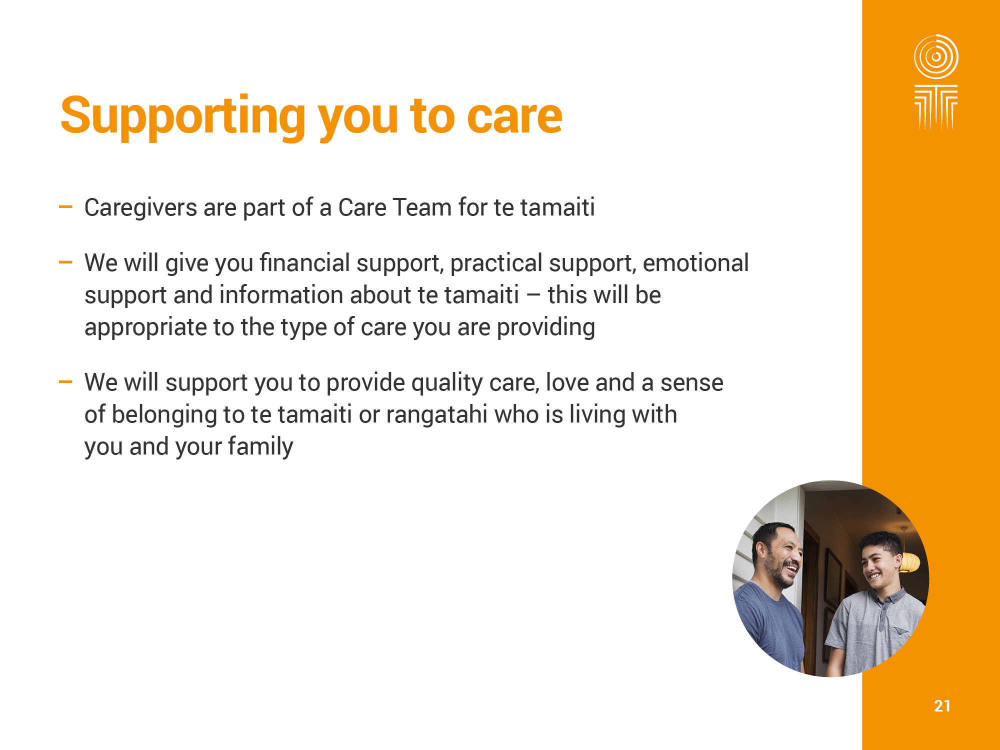 Supporting you to care
– Caregivers are part of a Care Team for te tamaiti
– We will give you financial support, practical support, emotional
support and information about te tamaiti – this will be
appropriate to the type of care you are providing
– We will support you to provide quality care, love and a sense
of belonging to te tamaiti or rangatahi who is living with
you and your family
21